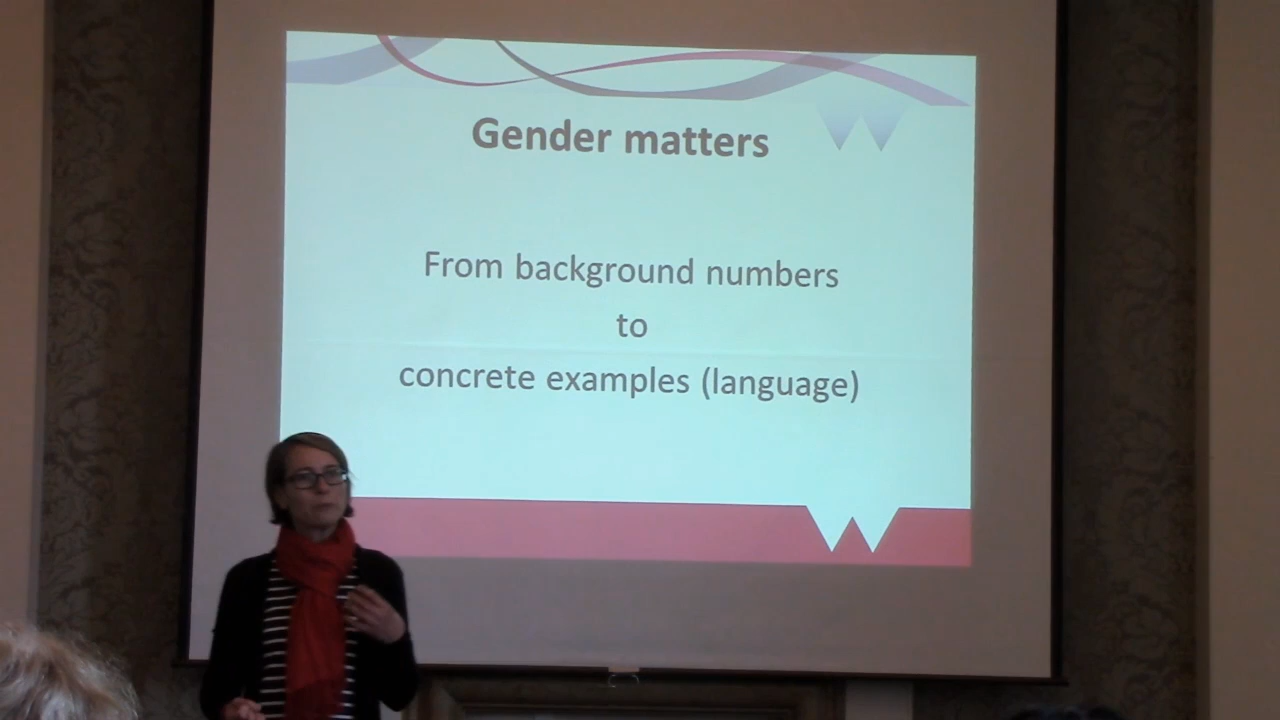 Gender matters
From background numbers
to
concrete examples (language)